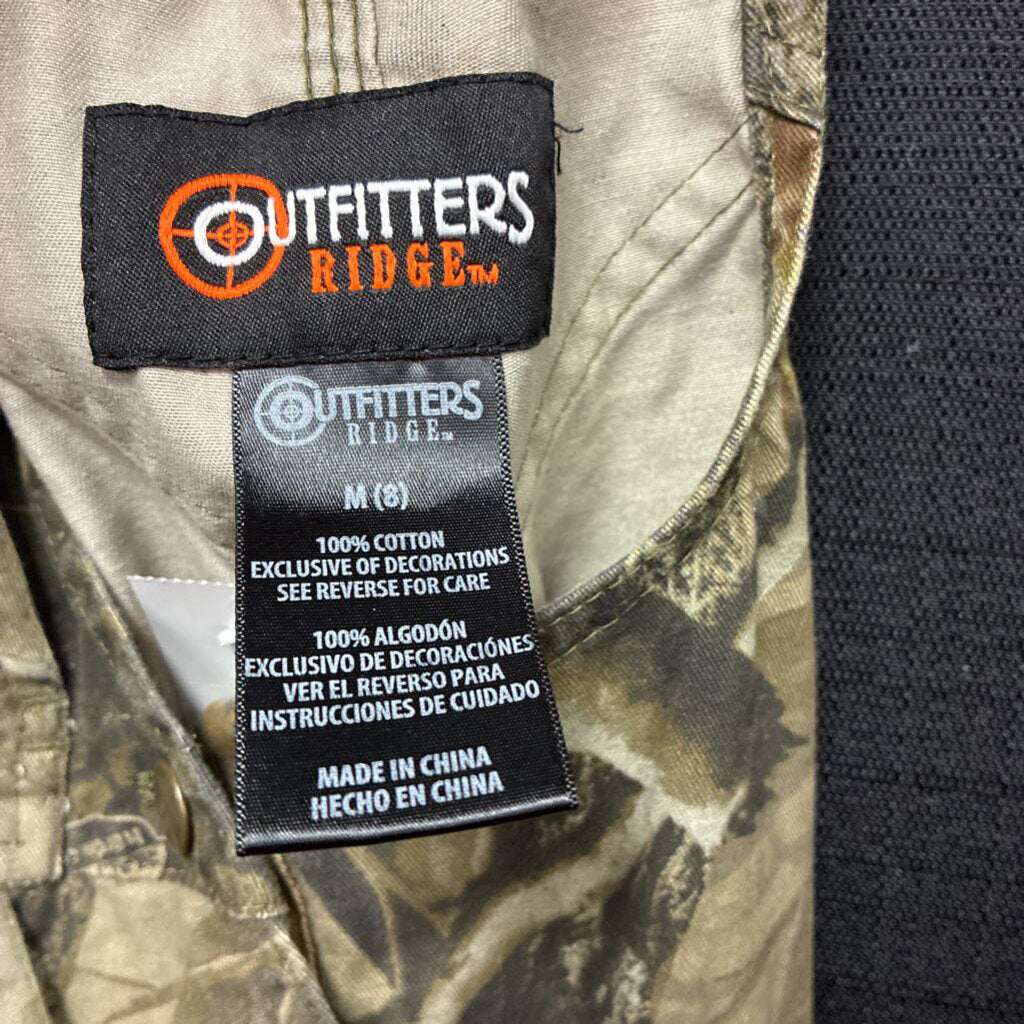 OUTFITTERS
RIDGE™
OUTFITTERS
RIDGE™
M (8)
100% COTTON
EXCLUSIVE OF DECORATIONS
SEE REVERSE FOR CARE
100% ALGODÓN
EXCLUSIVO DE DECORACIÓNES
VER EL REVERSO PARA
INSTRUCCIONES DE CUIDADO
MADE IN CHINA
HECHO EN CHINA